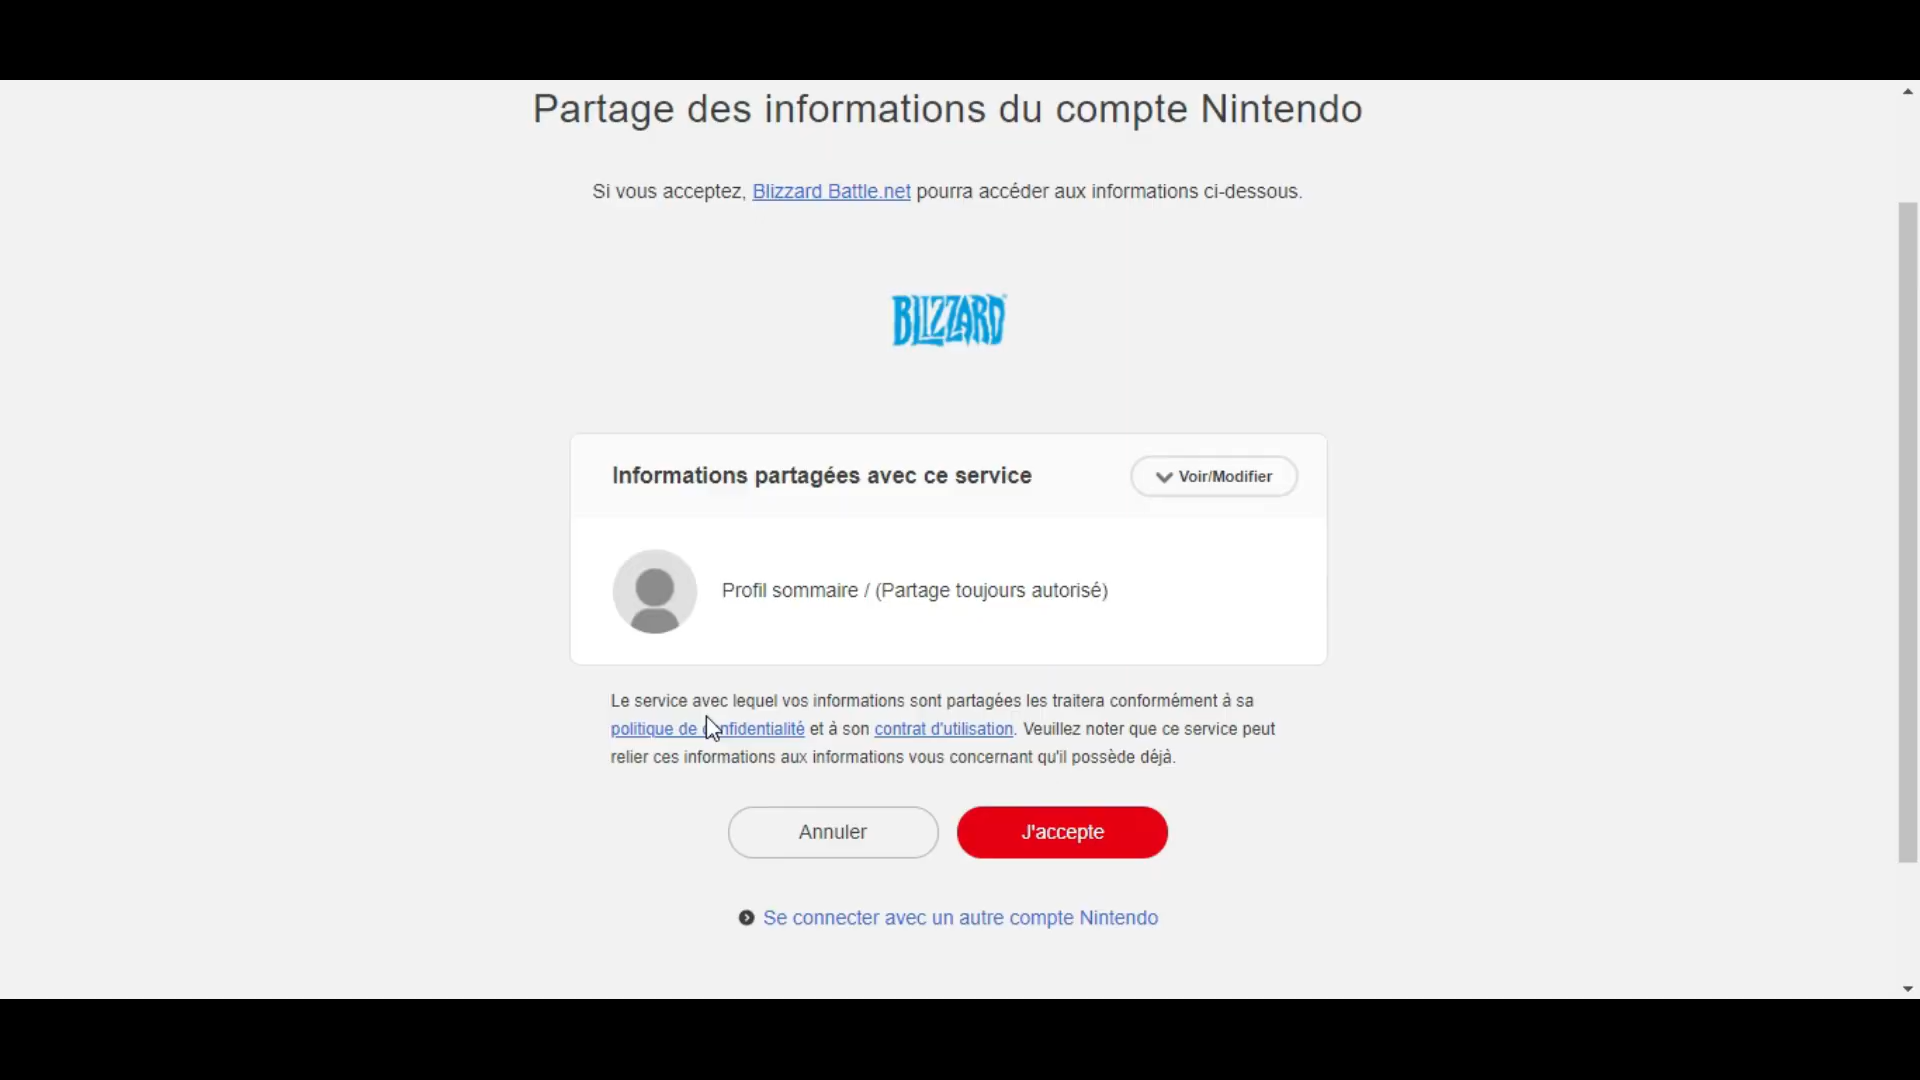 Partage des informations du compte Nintendo
Si vous acceptez, Blizzard Battle.net pourra accéder aux informations ci-dessous.
BLIZZARD
Informations partagées avec ce service
Voir/Modifier
Profil sommaire / (Partage toujours autorisé)
Le service avec lequel vos informations sont partagées les traitera conformément à sa
politique de confidentialité et à son contrat d'utilisation. Veuillez noter que ce service peut
relier ces informations aux informations vous concernant qu'il possède déjà.
Annuler
J'accepte
Se connecter avec un autre compte Nintendo